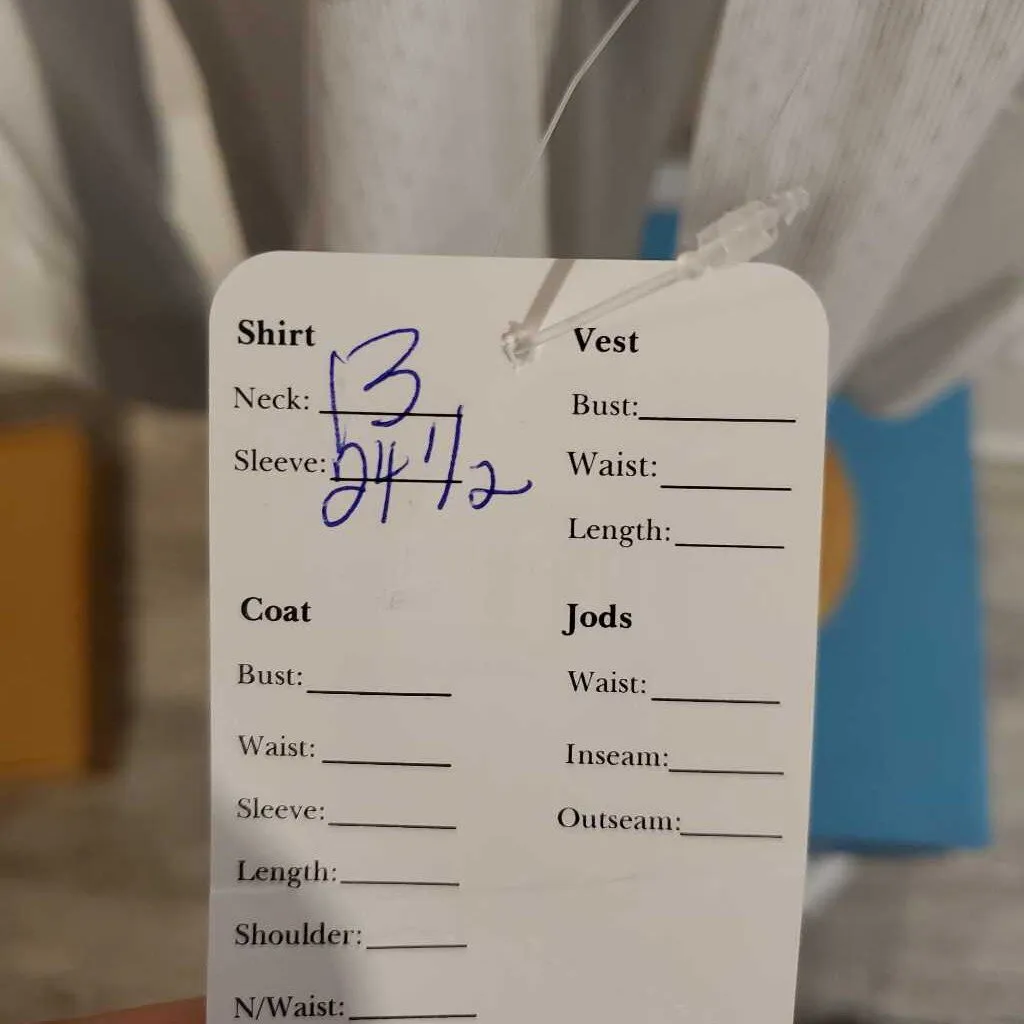 Shirt
Neck: 13
Sleeve: 24 1/2
Vest
Bust:
Waist:
Length:
Coat
Bust:
Waist:
Sleeve:
Length:
Shoulder:
N/Waist:
Jods
Waist:
Inseam:
Outseam: